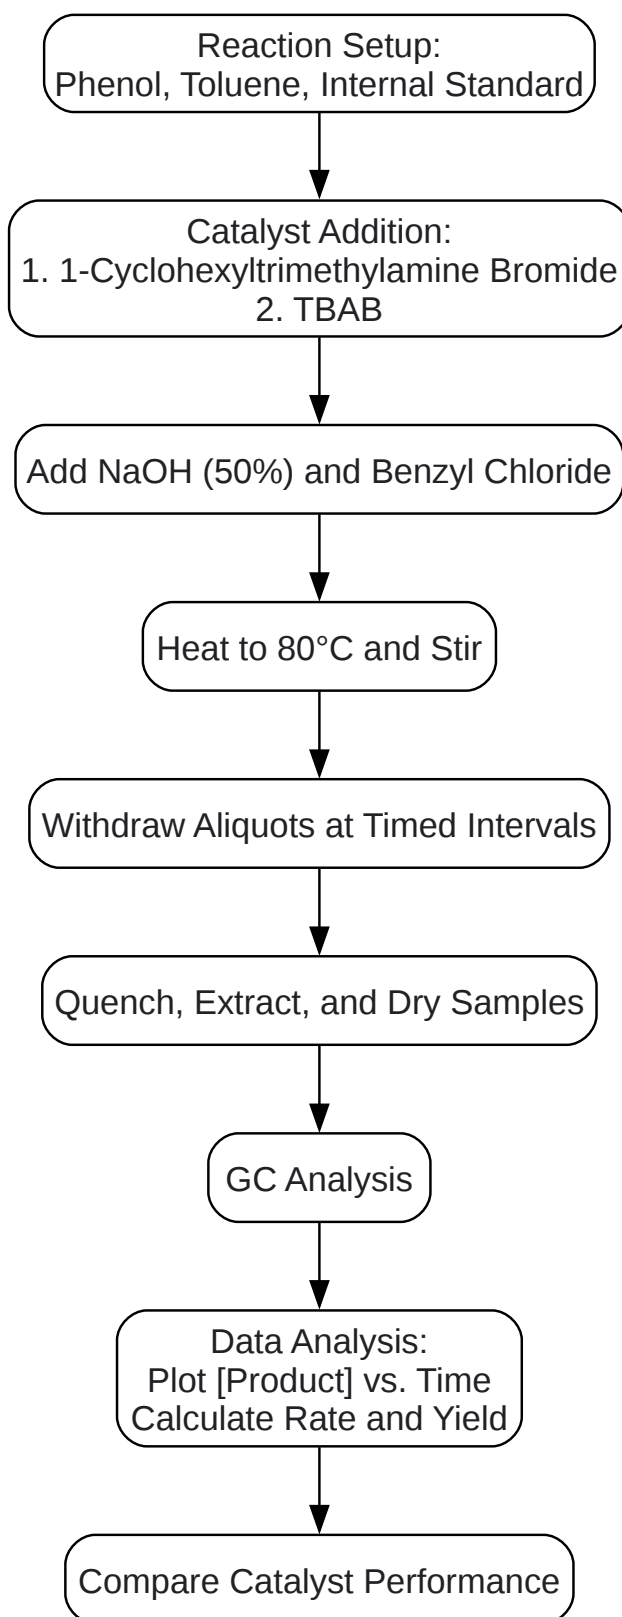 Reaction Setup:
Phenol, Toluene, Internal Standard
Catalyst Addition:
1. 1-Cyclohexyltrimethylamine Bromide
2. TBAB
Add NaOH (50%) and Benzyl Chloride
Heat to 80°C and Stir
Withdraw Aliquots at Timed Intervals
Quench, Extract, and Dry Samples
GC Analysis
Data Analysis:
Plot [Product] vs. Time
Calculate Rate and Yield
Compare Catalyst Performance